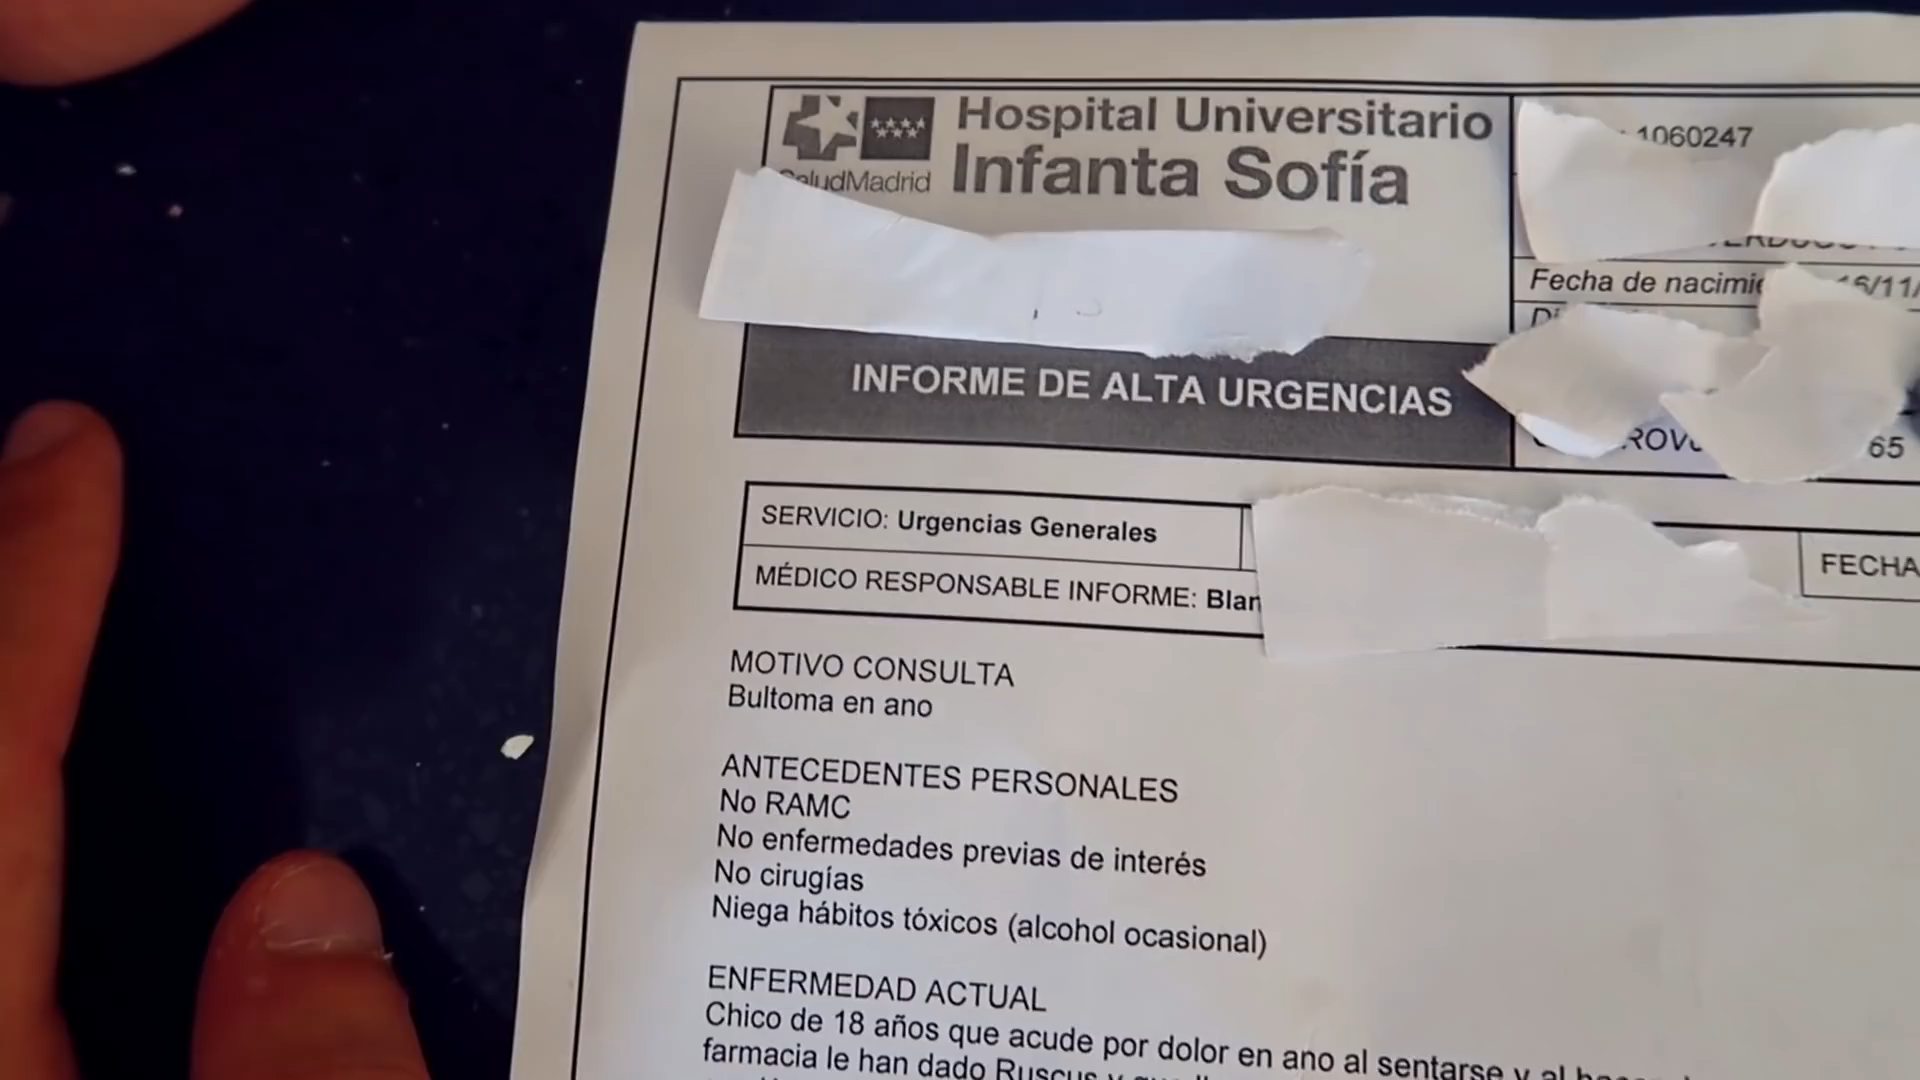 Hospital Universitario
Infanta Sofía
SaludMadrid
1060247
Fecha de nacimie 16/11/
INFORME DE ALTA URGENCIAS
65
SERVICIO: Urgencias Generales
FECHA
MÉDICO RESPONSABLE INFORME: Blan
MOTIVO CONSULTA
Bultoma en ano
ANTECEDENTES PERSONALES
No RAMC
No enfermedades previas de interés
No cirugías
Niega hábitos tóxicos (alcohol ocasional)
ENFERMEDAD ACTUAL
Chico de 18 años que acude por dolor en ano al sentarse y al
farmacia le han dado Ruscus y